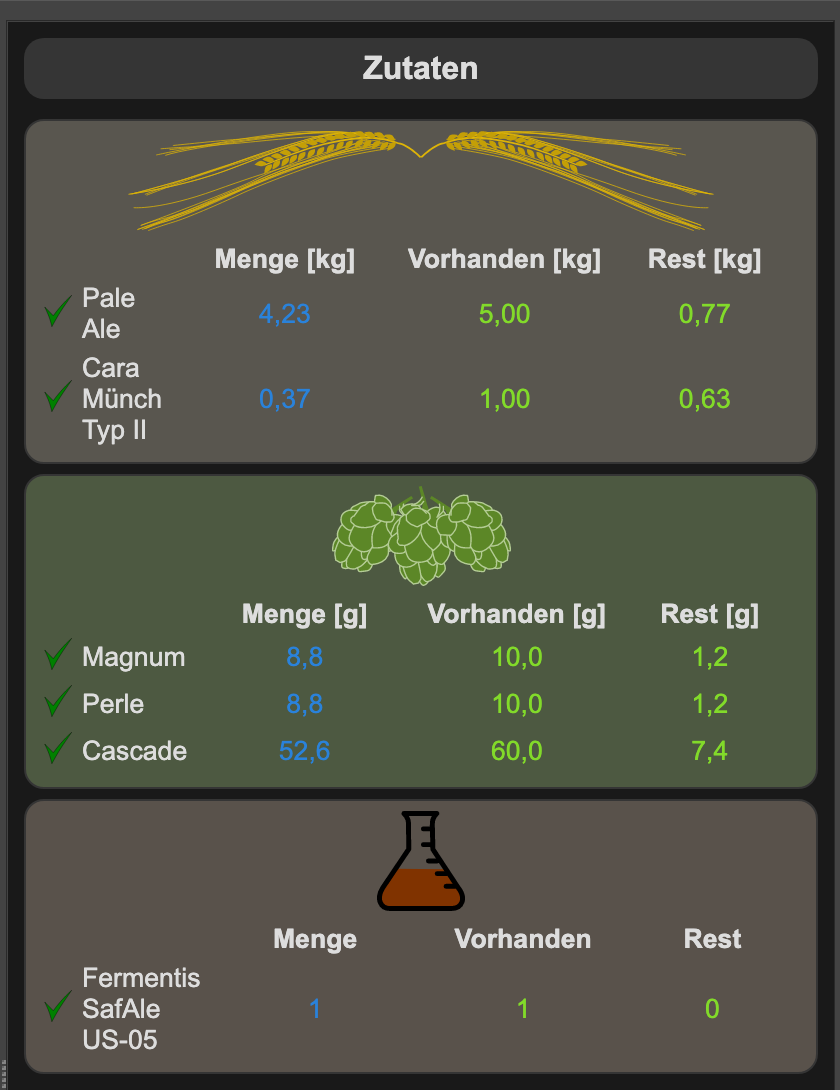 Zutaten
Menge [kg] Vorhanden [kg] Rest [kg]
Pale
Ale
4,23 5,00 0,77
Cara
Münch
Typ II
0,37 1,00 0,63
Menge [g] Vorhanden [g] Rest [g]
Magnum 8,8 10,0 1,2
Perle 8,8 10,0 1,2
Cascade 52,6 60,0 7,4
Menge Vorhanden Rest
Fermentis
SafAle
US-05
1 1 0